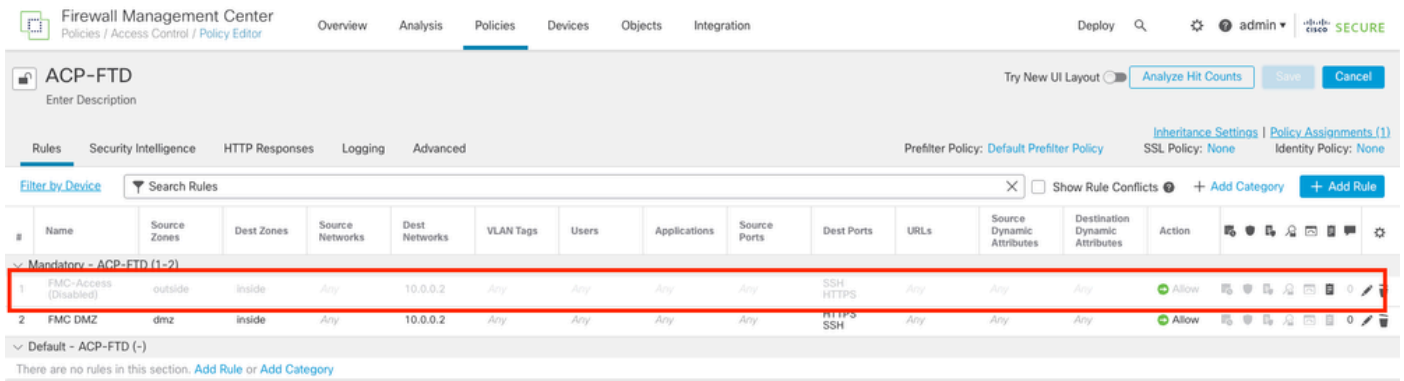 Firewall Management Center
Policies / Access Control / Policy Editor
Overview Analysis Policies Devices Objects Integration Deploy admin cisco SECURE
ACP-FTD
Enter Description
Try New UI Layout Analyze Hit Counts Save Cancel
Inheritance Settings | Policy Assignments (1)
Rules Security Intelligence HTTP Responses Logging Advanced Prefilter Policy: Default Prefilter Policy SSL Policy: None Identity Policy: None
Filter by Device Search Rules Show Rule Conflicts + Add Category + Add Rule
# Name Source Zones Dest Zones Source Networks Dest Networks VLAN Tags Users Applications Source Ports Dest Ports URLs Source Dynamic Attributes Destination Dynamic Attributes Action
Mandatory - ACP-FTD (1-2)
1 FMC-Access (Disabled) outside inside Any 10.0.0.2 Any Any Any Any SSH HTTPS Any Any Any Allow 0
2 FMC DMZ dmz inside Any 10.0.0.2 Any Any Any Any HTTPS SSH Any Any Any Allow 0
Default - ACP-FTD (-)
There are no rules in this section. Add Rule or Add Category